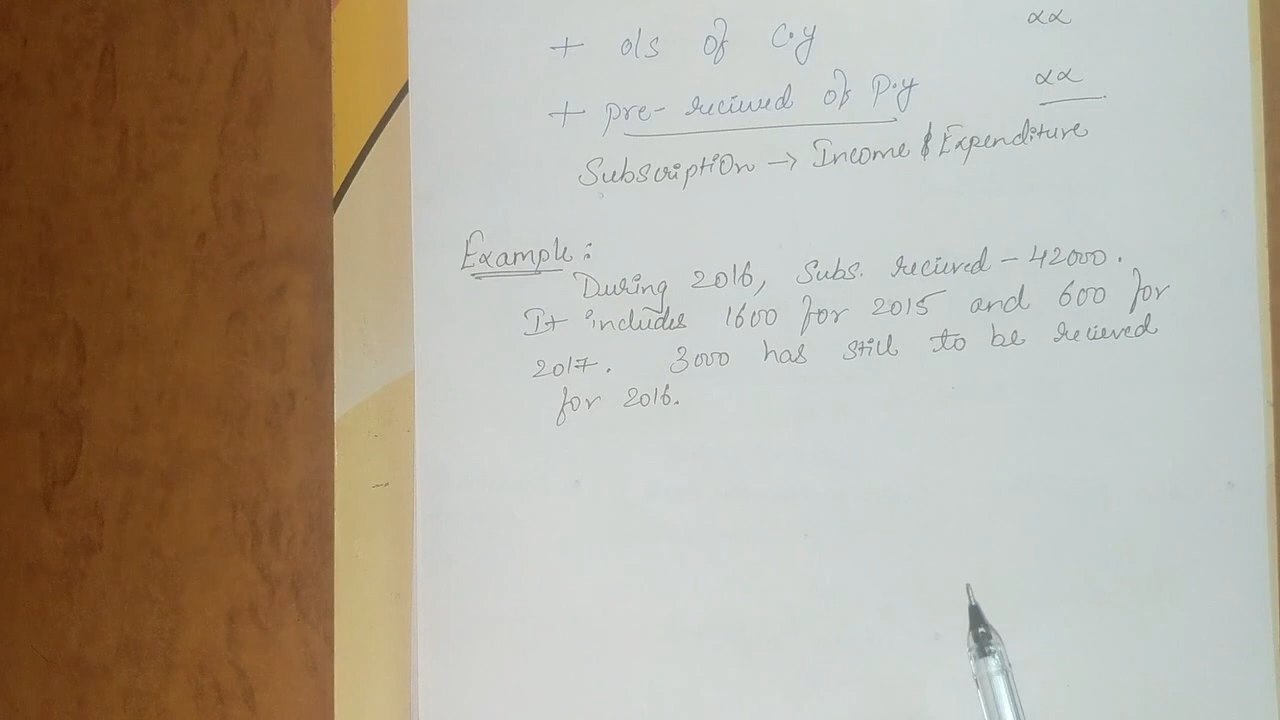 + o/s of C.y xx
+ pre-recived of P.y xx
Subscription → Income & Expenditure
Example:
During 2016, Subs. recieved - 42000.
It includes 1600 for 2015 and 600 for
2017. 3000 has still to be recieved
for 2016.